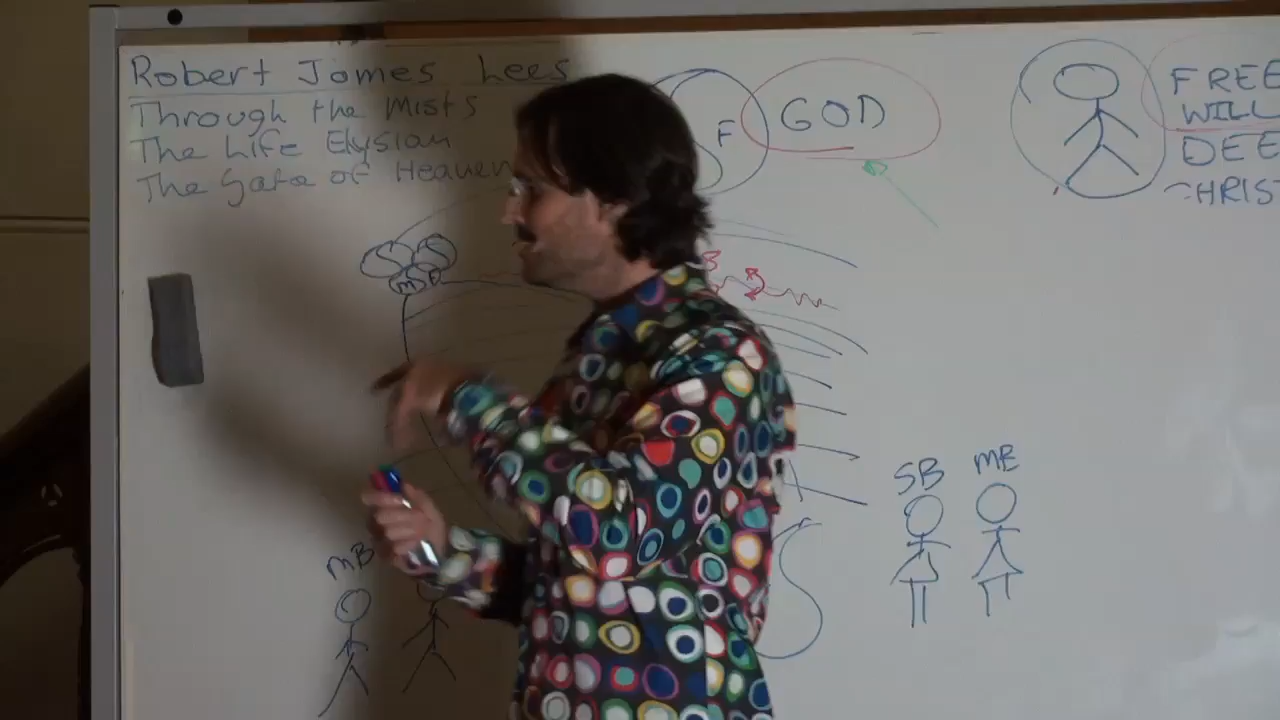 Robert James Lees
Through the Mists
The Life Elysian
The Gate of Heaven
F
GOD
FREE
WILL
DEE
CHRIST
SB
MB
MB